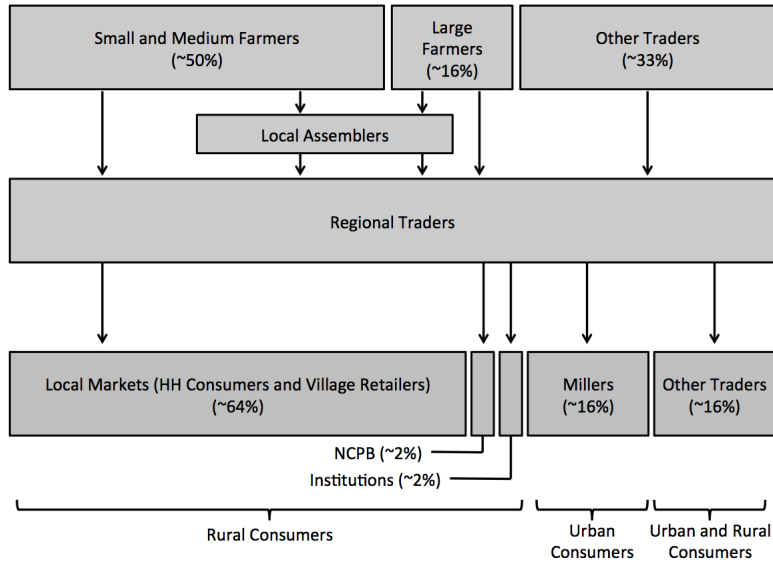 Small and Medium Farmers
(~50%)
Large
Farmers
(~16%)
Other Traders
(~33%)
Local Assemblers
Regional Traders
Local Markets (HH Consumers and Village Retailers)
(~64%)
Millers
(~16%)
Other Traders
(~16%)
NCPB (~2%)
Institutions (~2%)
Rural Consumers
Urban
Consumers
Urban and Rural
Consumers